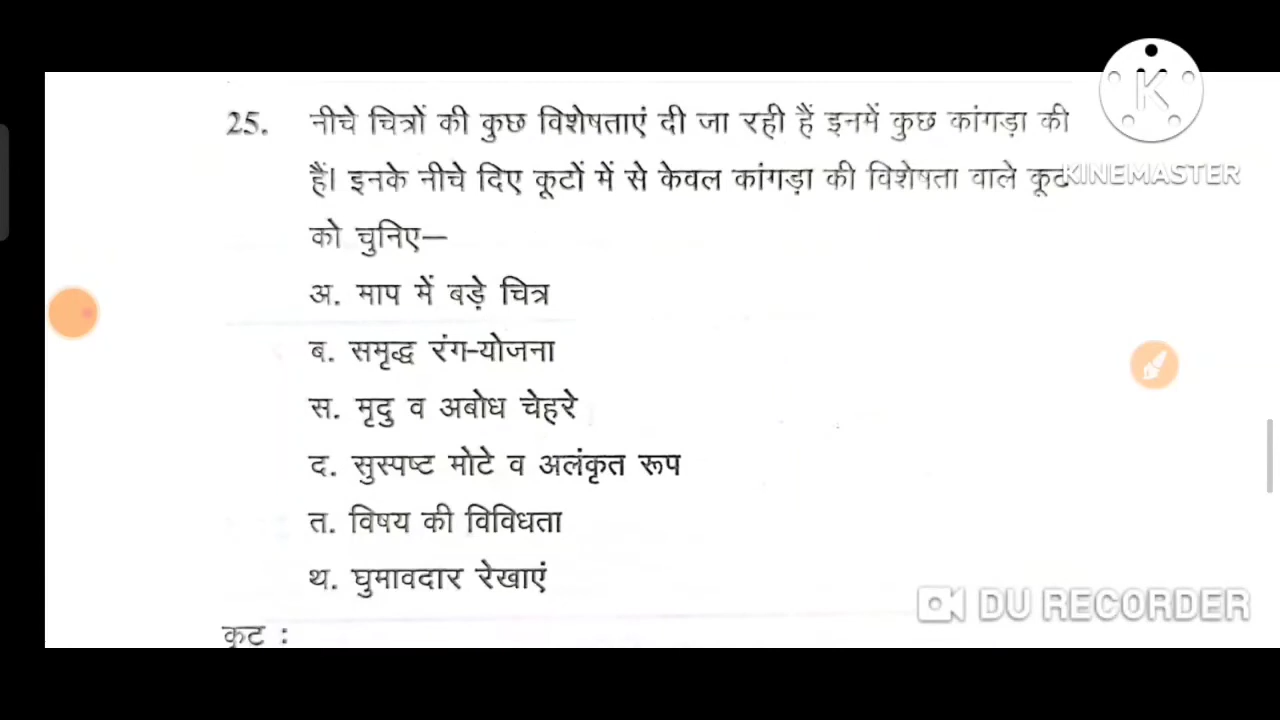 25. नीचे चित्रों की कुछ विशेषताएं दी जा रही हैं इनमें कुछ कांगड़ा की
हैं। इनके नीचे दिए कूटों में से केवल कांगड़ा की विशेषता वाले कूट
KINEMASTER
को चुनिए—
अ. माप में बड़े चित्र
ब. समृद्ध रंग-योजना
स. मृदु व अबोध चेहरे
द. सुस्पष्ट मोटे व अलंकृत रूप
त. विषय की विविधता
थ. घुमावदार रेखाएं
DU RECORDER
कूट :